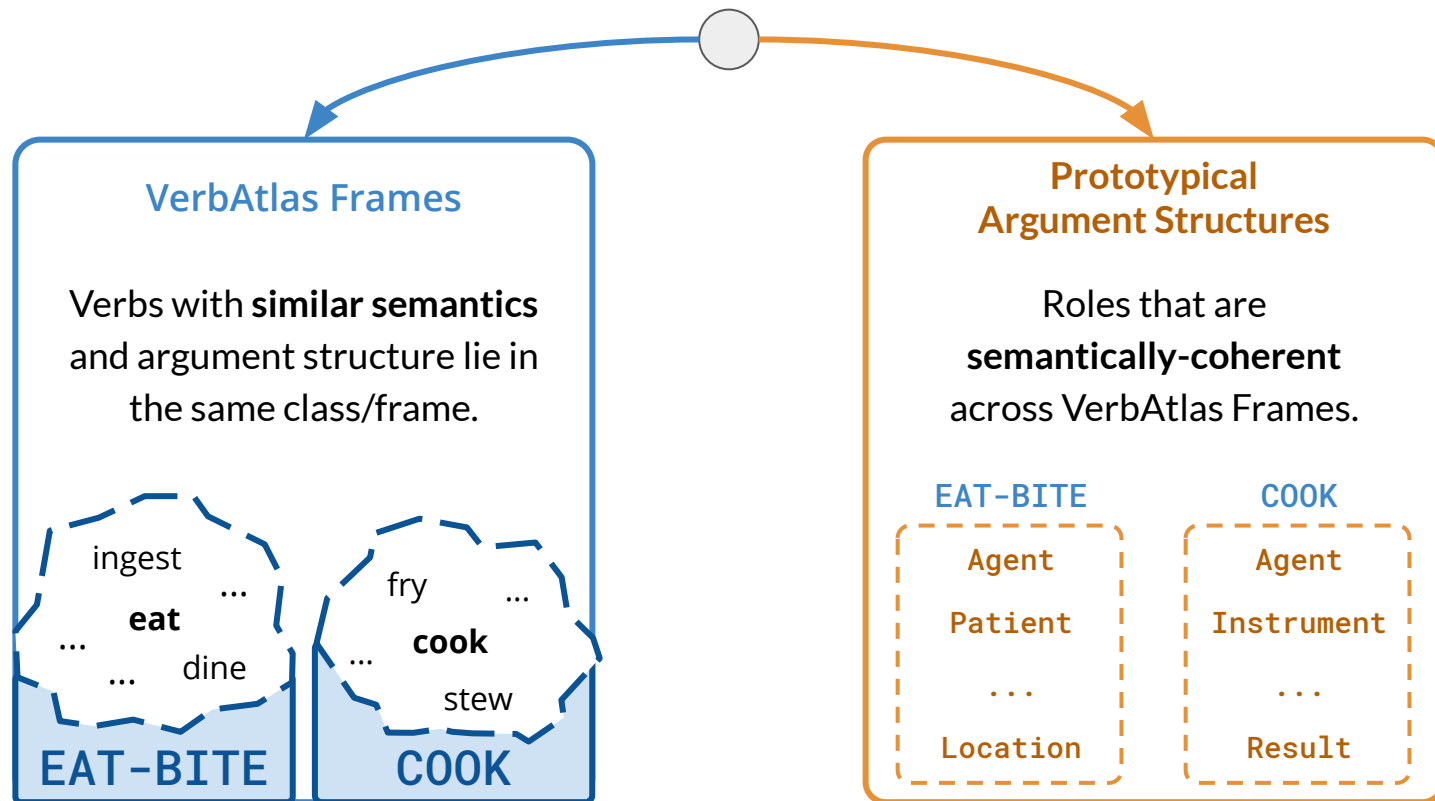 VerbAtlas Frames
Verbs with similar semantics
and argument structure lie in
the same class/frame.
ingest
...
eat
...
...
dine
EAT-BITE
fry
...
cook
...
stew
COOK
Prototypical
Argument Structures
Roles that are
semantically-coherent
across VerbAtlas Frames.
EAT-BITE
Agent
Patient
...
Location
COOK
Agent
Instrument
...
Result